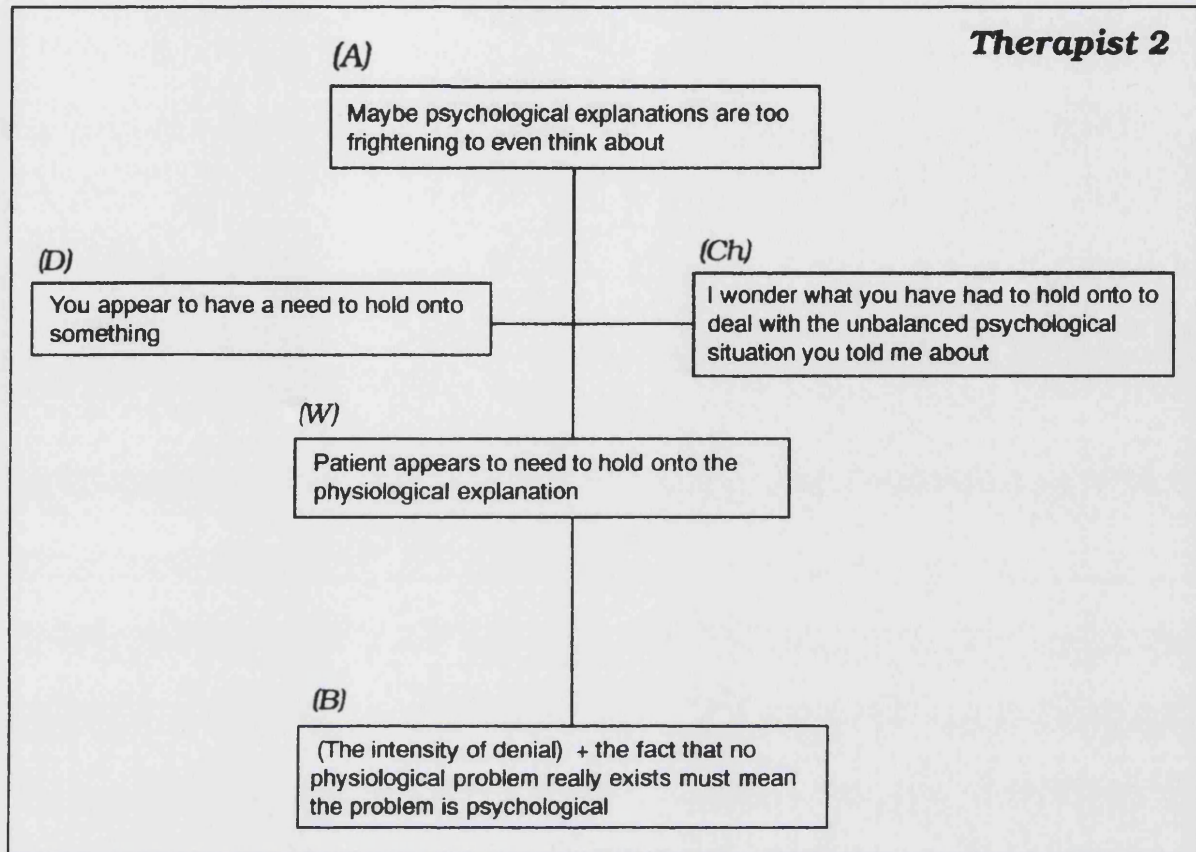 Therapist 2
(A)
Maybe psychological explanations are too
frightening to even think about
(D)
You appear to have a need to hold onto
something
(Ch)
I wonder what you have had to hold onto to
deal with the unbalanced psychological
situation you told me about
(W)
Patient appears to need to hold onto the
physiological explanation
(B)
(The intensity of denial) + the fact that no
physiological problem really exists must mean
the problem is psychological